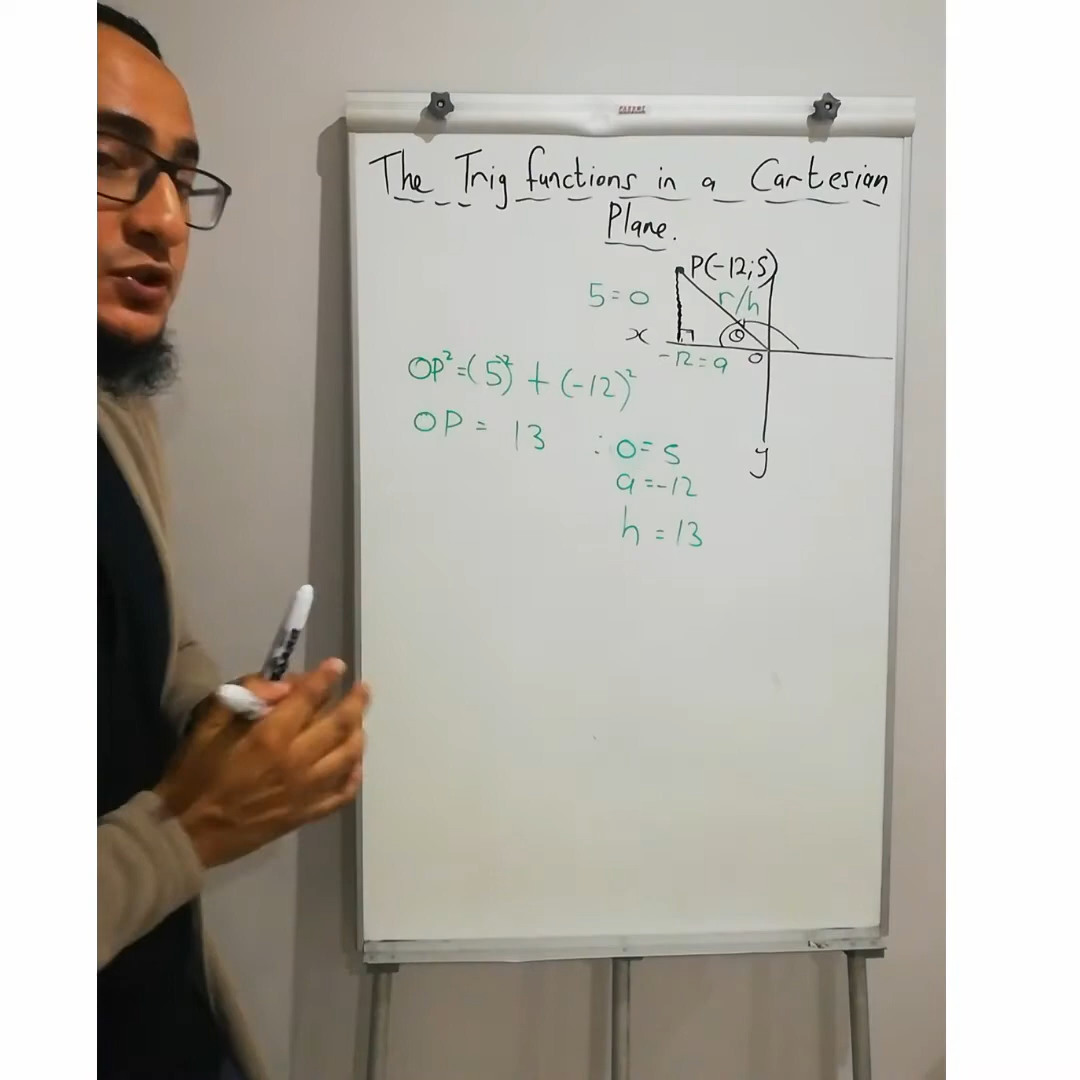 The Trig functions in a Cartesian
Plane.
P(-12;5)
5=o
r/h
x
θ
-12=a
O
OP²=(5)²+(-12)²
OP = 13
:o=5
a=-12
h=13
y